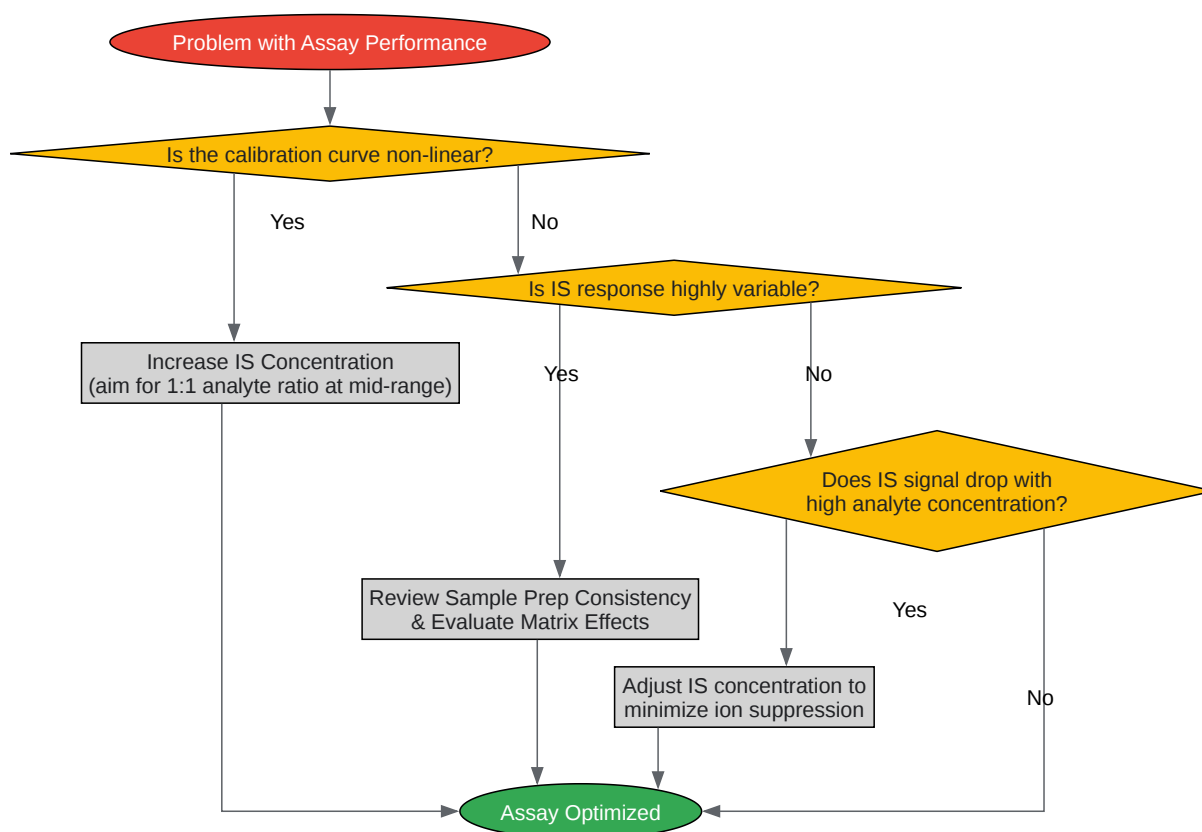 Problem with Assay Performance
Is the calibration curve non-linear?
Yes
No
Is IS response highly variable?
Increase IS Concentration
(aim for 1:1 analyte ratio at mid-range)
Yes
No
Does IS signal drop with
high analyte concentration?
Review Sample Prep Consistency
& Evaluate Matrix Effects
Yes
Adjust IS concentration to
minimize ion suppression
No
Assay Optimized